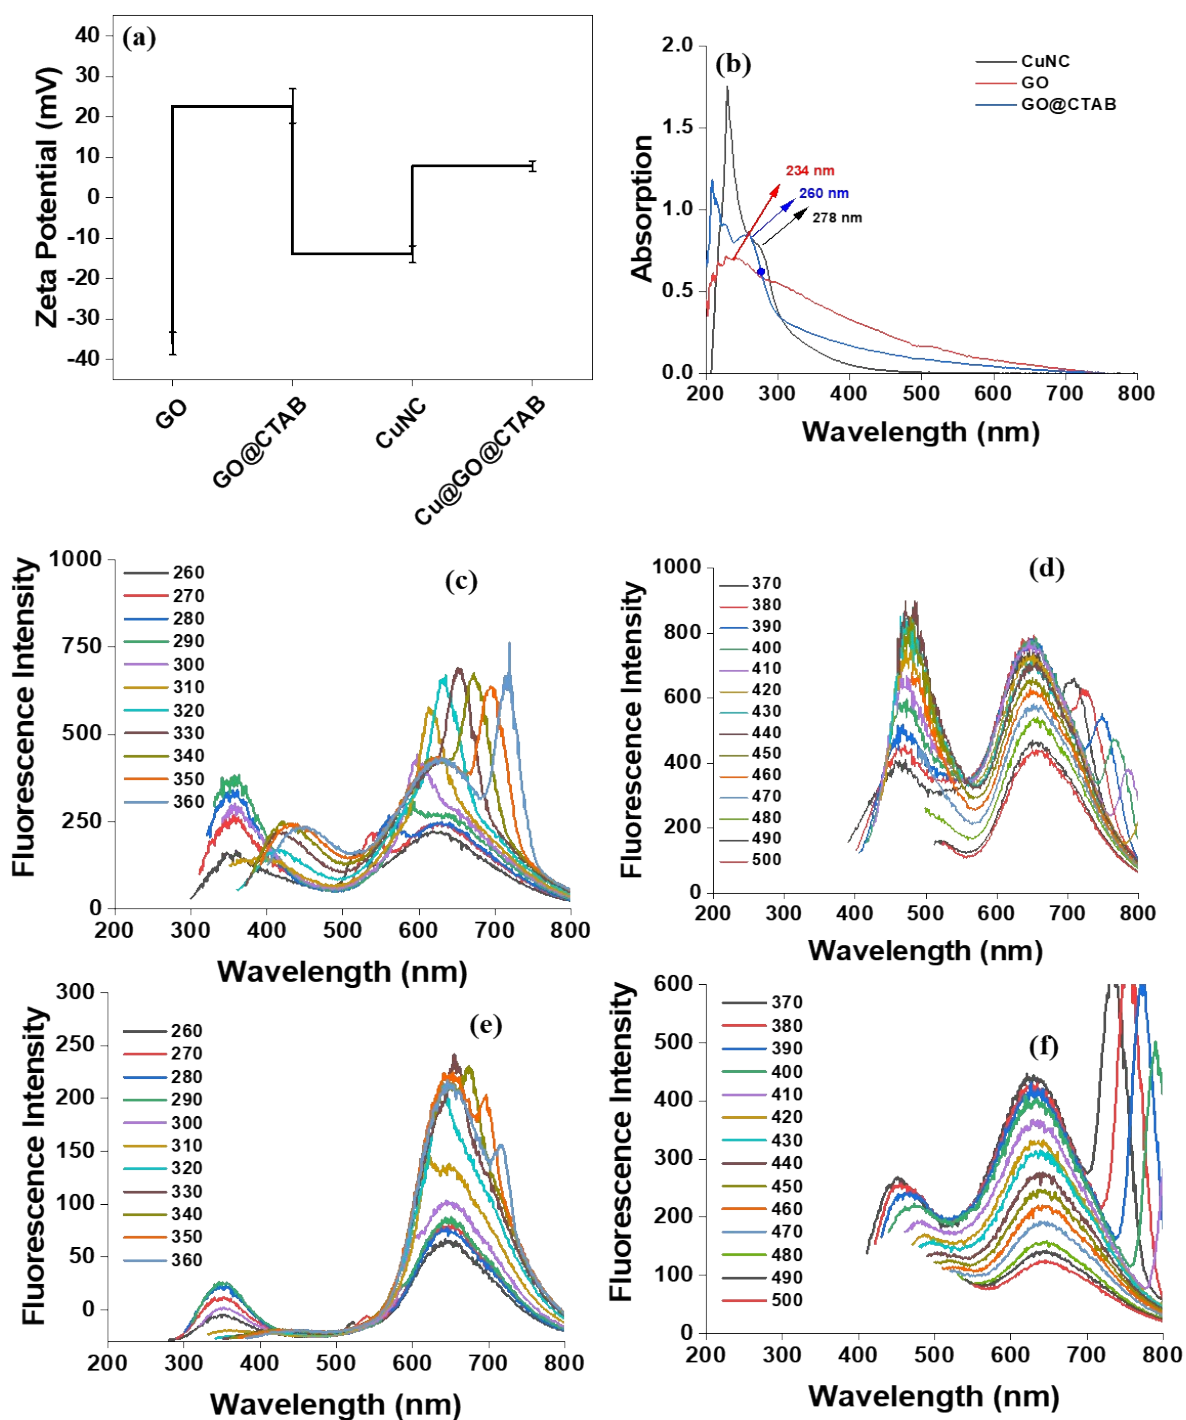 (a)
Zeta Potential (mV)
40
30
20
10
0
-10
-20
-30
-40
GO
GO@CTAB
CuNC
Cu@GO@CTAB
(b)
Absorption
2.0
1.5
1.0
0.5
0.0
CuNC
GO
GO@CTAB
234 nm
260 nm
278 nm
200 300 400 500 600 700 800
Wavelength (nm)
(c)
Fluorescence Intensity
1000
750
500
250
0
260
270
280
290
300
310
320
330
340
350
360
200 300 400 500 600 700 800
Wavelength (nm)
(d)
Fluorescence Intensity
1000
800
600
400
200
0
370
380
390
400
410
420
430
440
450
460
470
480
490
500
200 300 400 500 600 700 800
Wavelength (nm)
(e)
Fluorescence Intensity
300
250
200
150
100
50
0
260
270
280
290
300
310
320
330
340
350
360
200 300 400 500 600 700 800
Wavelength (nm)
(f)
Fluorescence Intensity
600
500
400
300
200
100
0
370
380
390
400
410
420
430
440
450
460
470
480
490
500
200 300 400 500 600 700 800
Wavelength (nm)